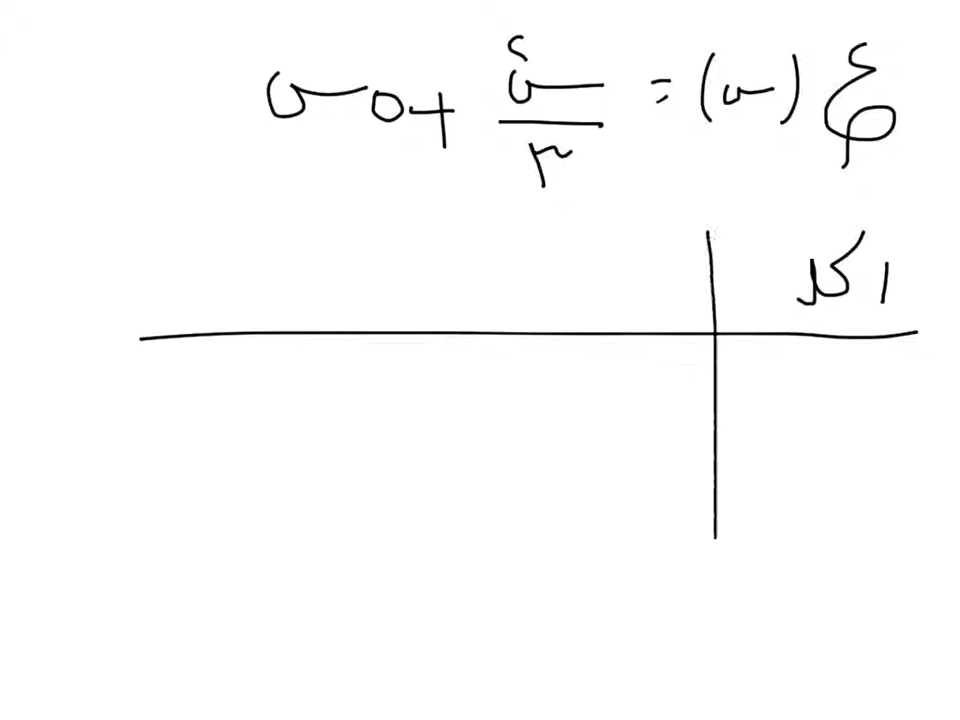 ع(س) = س٢/٣ + ٥س